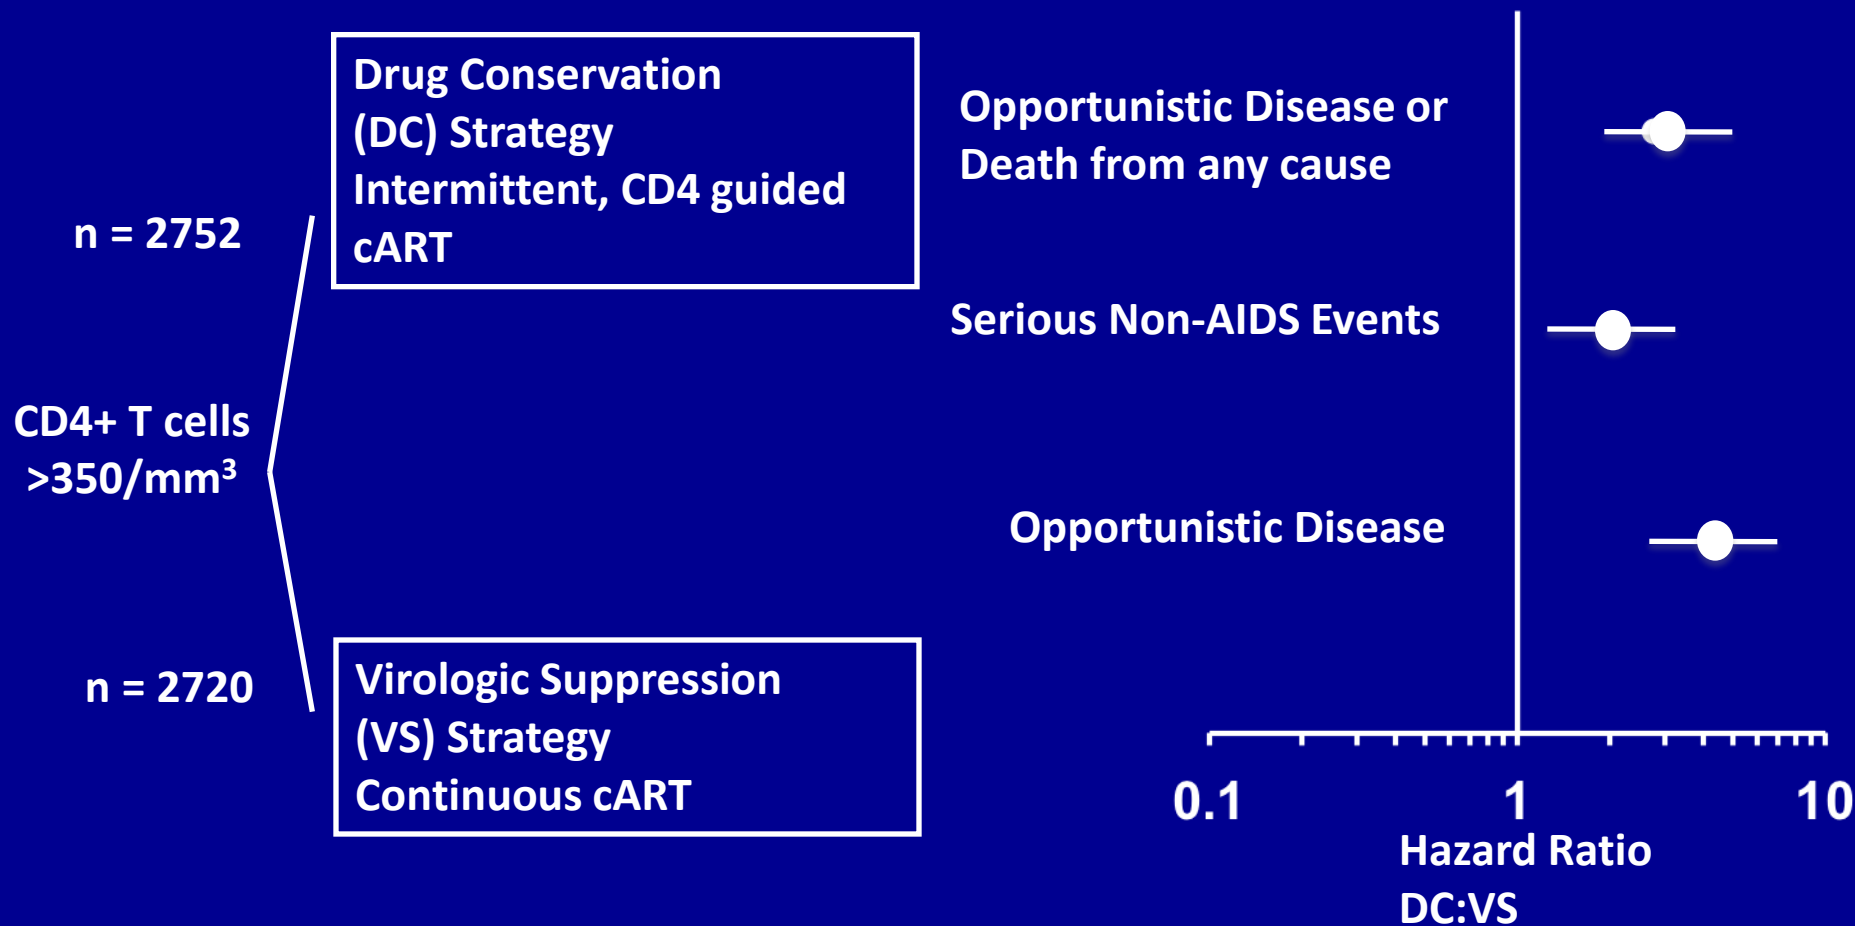 Drug Conservation
(DC) Strategy
Intermittent, CD4 guided
cART
n = 2752
CD4+ T cells
>350/mm³
n = 2720
Virologic Suppression
(VS) Strategy
Continuous cART
Opportunistic Disease or
Death from any cause
Serious Non-AIDS Events
Opportunistic Disease
0.1 1 10
Hazard Ratio
DC:VS